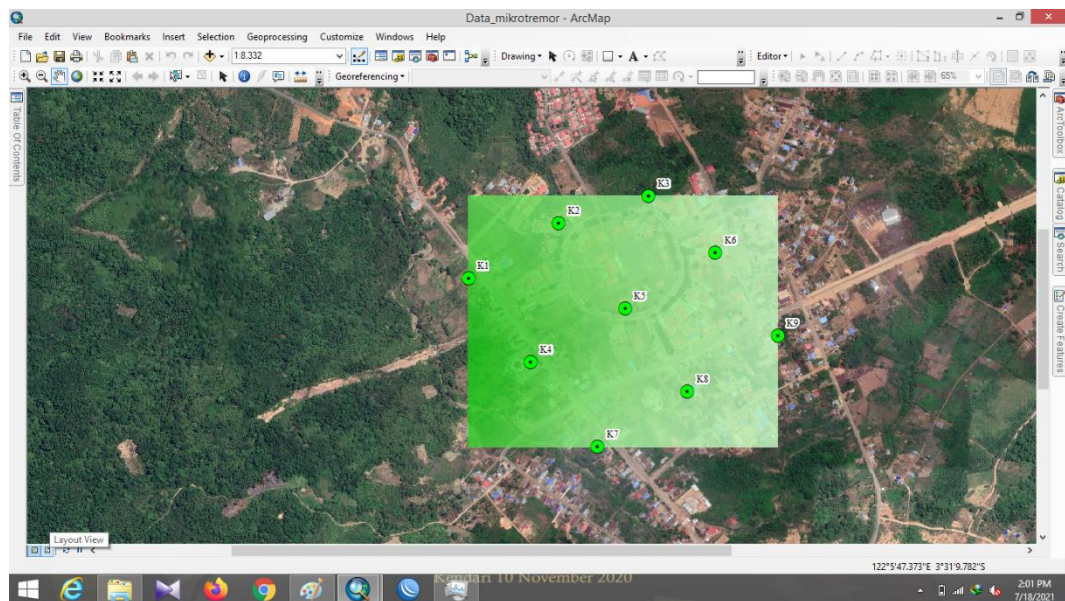 Data_mikrotremor - ArcMap
File Edit View Bookmarks Insert Selection Geoprocessing Customize Windows Help
1:8.332
Drawing
Editor
Georeferencing
65%
Table Of Contents
ArcToolbox
Catalog
Search
Create Features
K3
K2
K6
K1
K5
K9
K4
K8
K7
Layout View
122°5'47.373"E 3°31'9.782"S
Kendari 10 November 2020
2:01 PM
7/18/2021